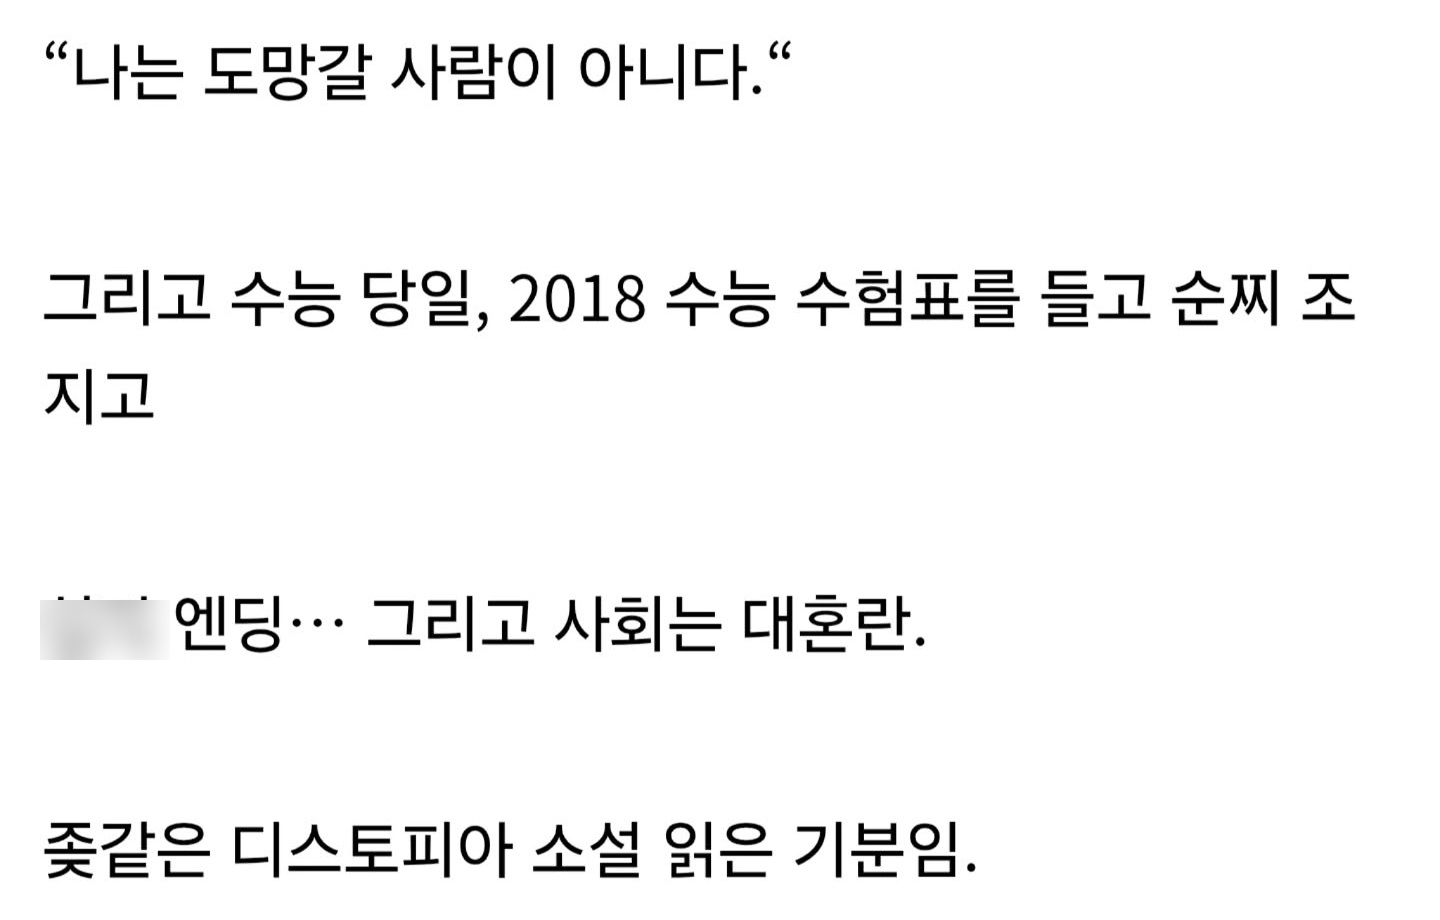 “나는 도망갈 사람이 아니다.“
그리고 수능 당일, 2018 수능 수험표를 들고 순찌 조
지고
엔딩… 그리고 사회는 대혼란.
좆같은 디스토피아 소설 읽은 기분임.